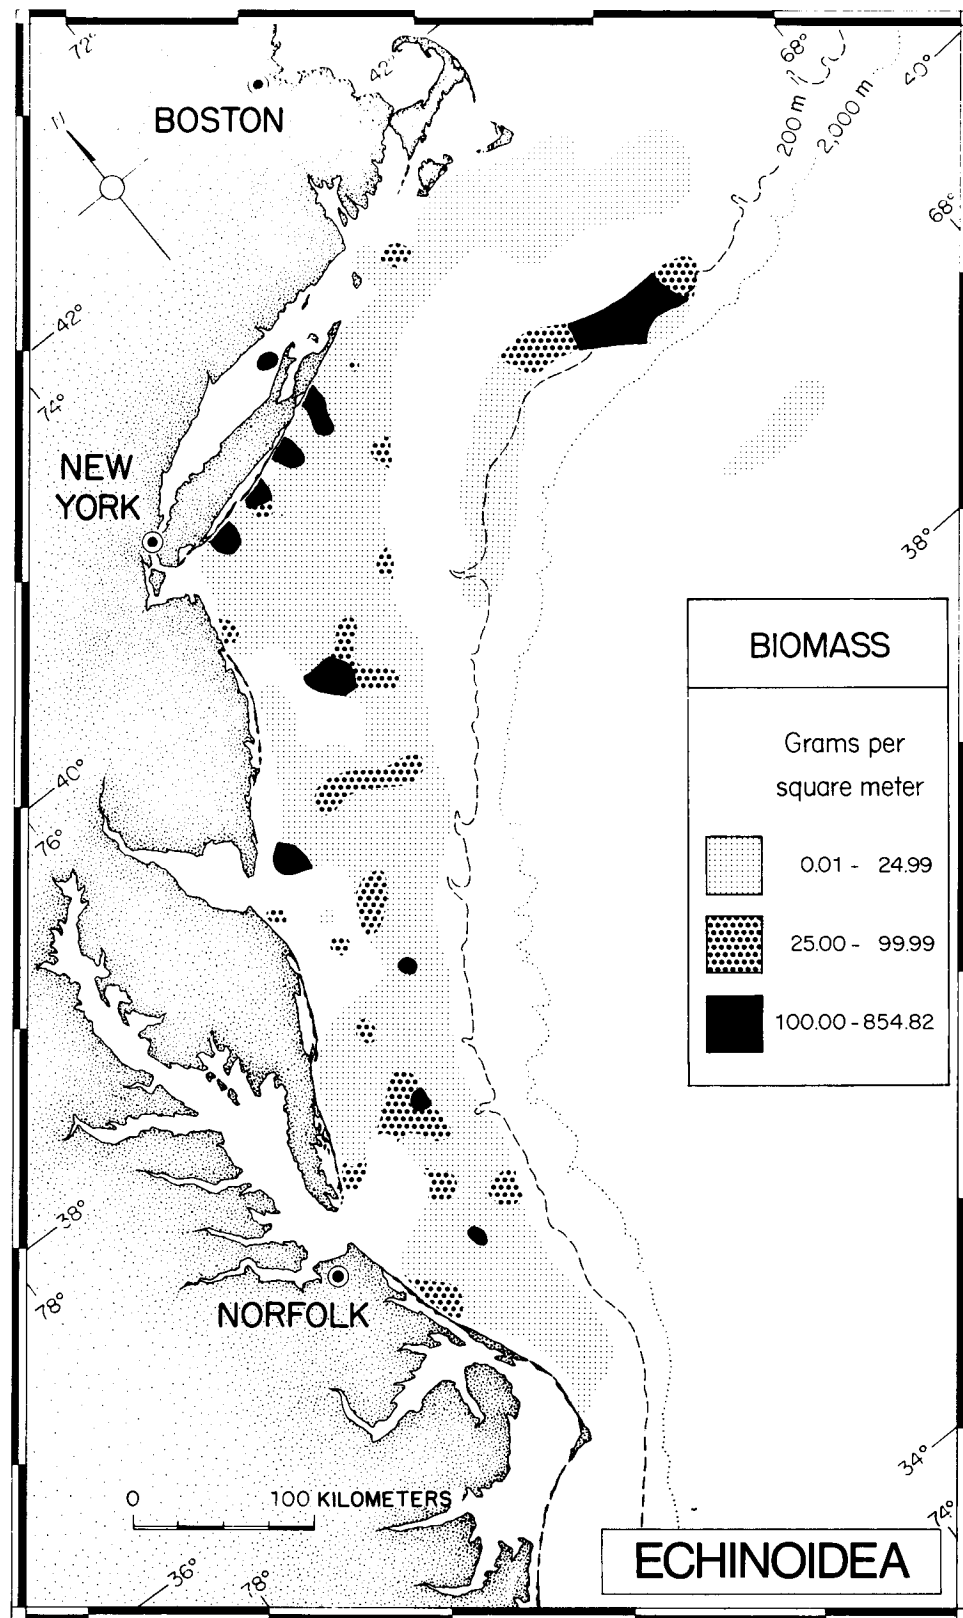 72°
42°
68°
40°
BOSTON
200 m
2,000 m
N
68°
42°
74°
NEW
YORK
38°
BIOMASS
Grams per
square meter
40°
76°
0.01 - 24.99
25.00 - 99.99
100.00 - 854.82
38°
78°
NORFOLK
34°
0 100 KILOMETERS
74°
ECHINOIDEA
36°
78°